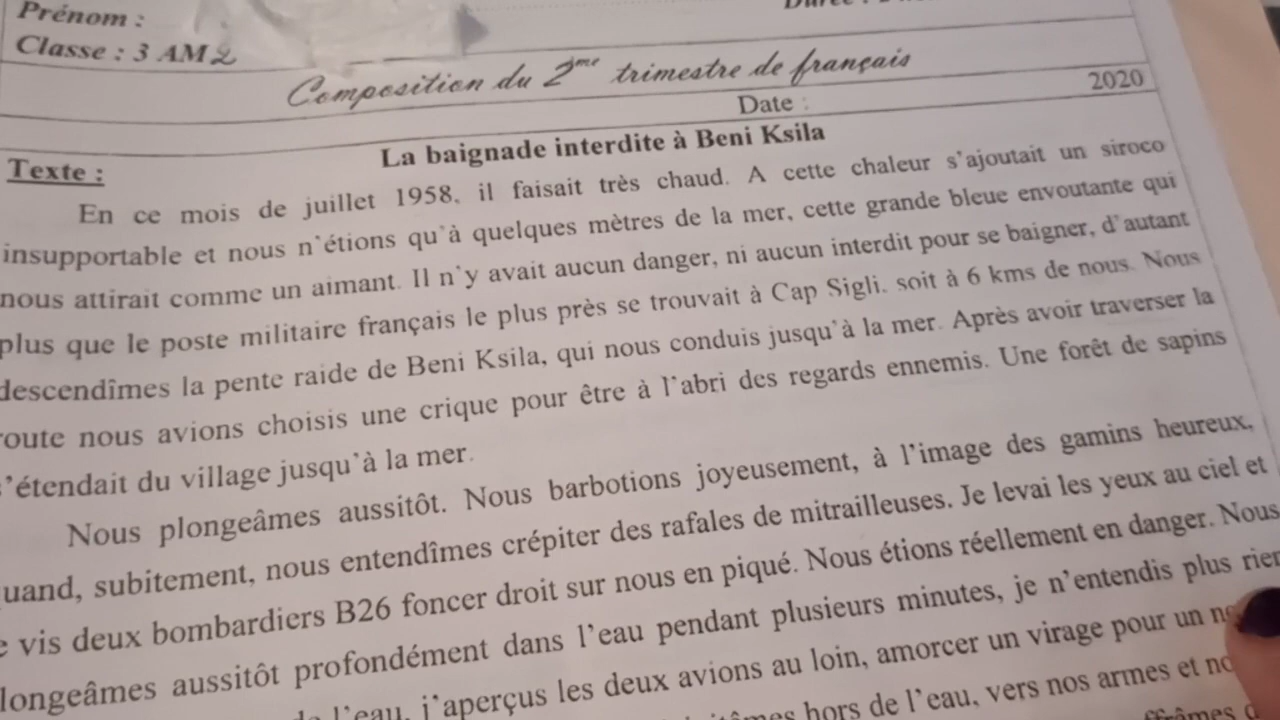 Prénom :
Classe : 3 AM 2
Composition du 2ème trimestre de français
Date :
2020
Texte :
La baignade interdite à Beni Ksila
En ce mois de juillet 1958, il faisait très chaud. A cette chaleur s'ajoutait un siroco
insupportable et nous n'étions qu'à quelques mètres de la mer, cette grande bleue envoutante qui
nous attirait comme un aimant. Il n'y avait aucun danger, ni aucun interdit pour se baigner, d'autant
plus que le poste militaire français le plus près se trouvait à Cap Sigli. soit à 6 kms de nous. Nous
descendîmes la pente raide de Beni Ksila, qui nous conduis jusqu'à la mer. Après avoir traverser la
route nous avions choisis une crique pour être à l'abri des regards ennemis. Une forêt de sapins
s'étendait du village jusqu'à la mer.
Nous plongeâmes aussitôt. Nous barbotions joyeusement, à l'image des gamins heureux,
quand, subitement, nous entendîmes crépiter des rafales de mitrailleuses. Je levai les yeux au ciel et
je vis deux bombardiers B26 foncer droit sur nous en piqué. Nous étions réellement en danger. Nous
plongeâmes aussitôt profondément dans l'eau pendant plusieurs minutes, je n'entendis plus rien
l'eau, j'aperçus les deux avions au loin, amorcer un virage pour un
hors de l'eau, vers nos armes et